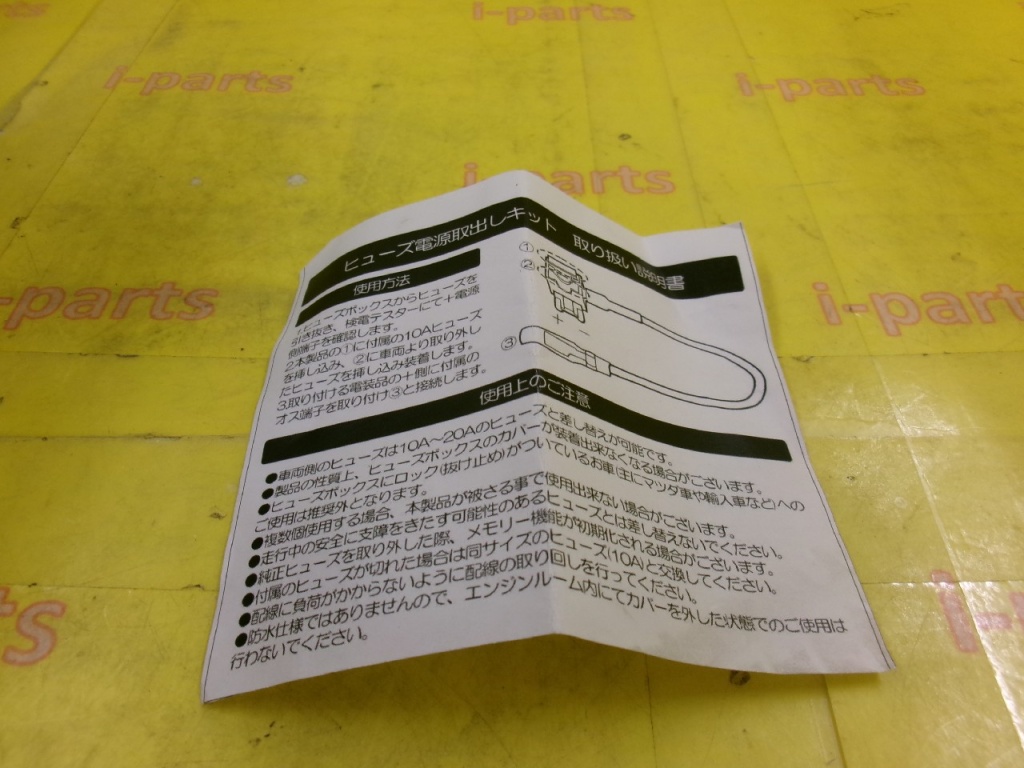 i-parts
i-parts
i-parts
i-parts
i-parts
i-parts
ヒューズ電源取出しキット 取り扱い説明書
使用方法
1.ヒューズボックスからヒューズを
引き抜き、検電テスターにて＋電源
側端子を確認します。
2.本製品の①に付属の10Aヒューズ
を挿し込み、②に車両より取り外し
たヒューズを挿し込み装着します。
3.取り付ける電装品の＋側に付属の
オス端子を取り付け③と接続します。
①
②
＋
③
使用上のご注意
●車両側のヒューズは10A～20Aのヒューズと差し替えが可能です。
●製品の性質上、ヒューズボックスのカバーが装着出来なくなる場合がございます。
●ヒューズボックスにロック(抜け止め)がついているお車(主にマツダ車や輸入車など)への
ご使用は推奨外となります。
●複数個使用する場合、本製品が被さる事で使用出来ない場合がございます。
●走行中の安全に支障をきたす可能性のあるヒューズとは差し替えないでください。
●純正ヒューズを取り外した際、メモリー機能が初期化される場合がございます。
●付属のヒューズが切れた場合は同サイズのヒューズ(10A)と交換してください。
●配線に負荷がかからないように配線の取り回しを行ってください。
●防水仕様ではありませんので、エンジンルーム内にてカバーを外した状態でのご使用は
行わないでください。